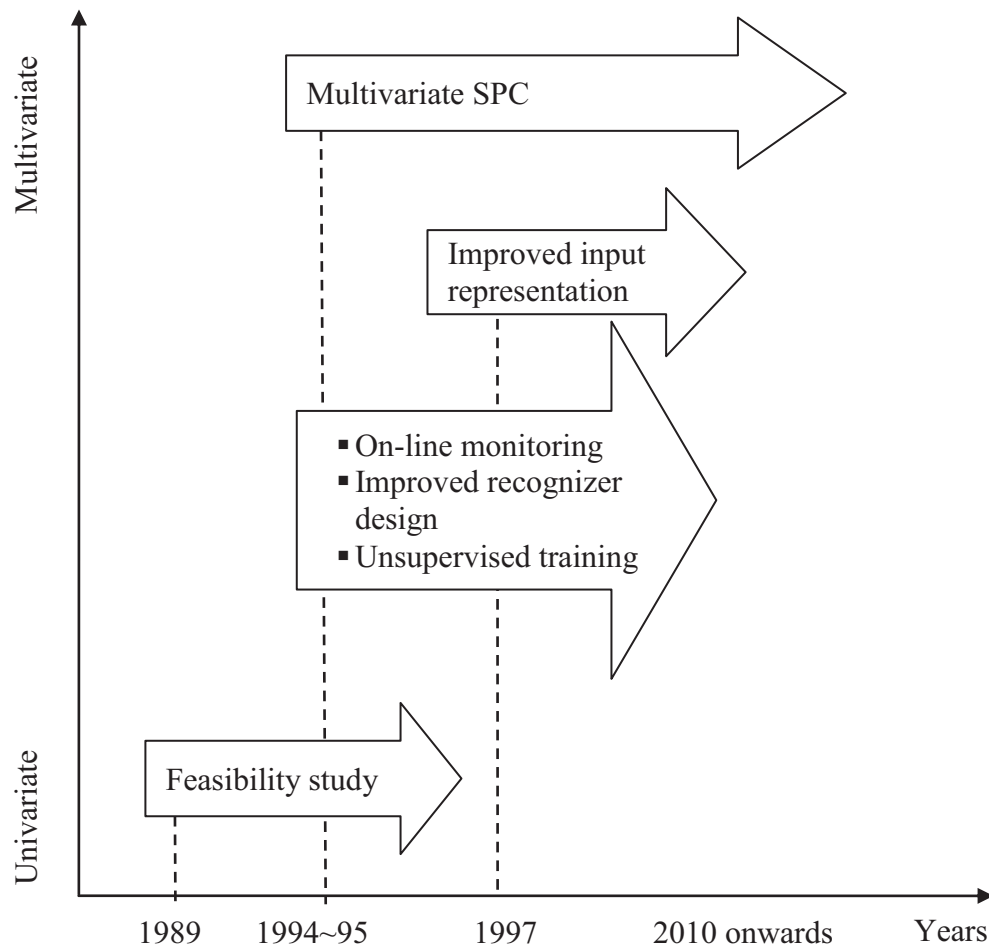 Multivariate
Multivariate SPC
Improved input
representation
▪ On-line monitoring
▪ Improved recognizer
design
▪ Unsupervised training
Feasibility study
Univariate
1989
1994~95
1997
2010 onwards
Years